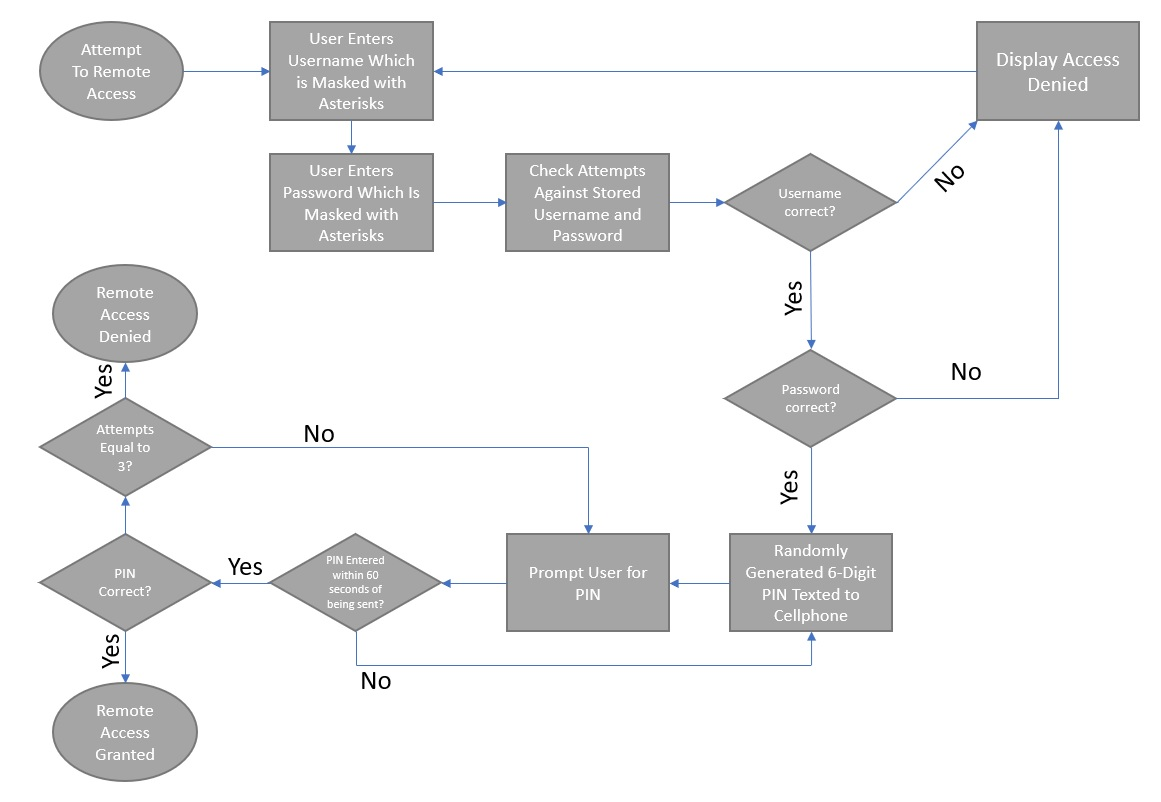 Attempt
To Remote
Access
User Enters
Username Which
is Masked with
Asterisks
Display Access
Denied
User Enters
Password Which Is
Masked with
Asterisks
Check Attempts
Against Stored
Username and
Password
Username
correct?
No
Yes
Remote
Access
Denied
Yes
Password
correct?
No
Attempts
Equal to
3?
No
Yes
PIN
Correct?
Yes
PIN Entered
within 60
seconds of
being sent?
Prompt User for
PIN
Randomly
Generated 6-Digit
PIN Texted to
Cellphone
Yes
No
Remote
Access
Granted